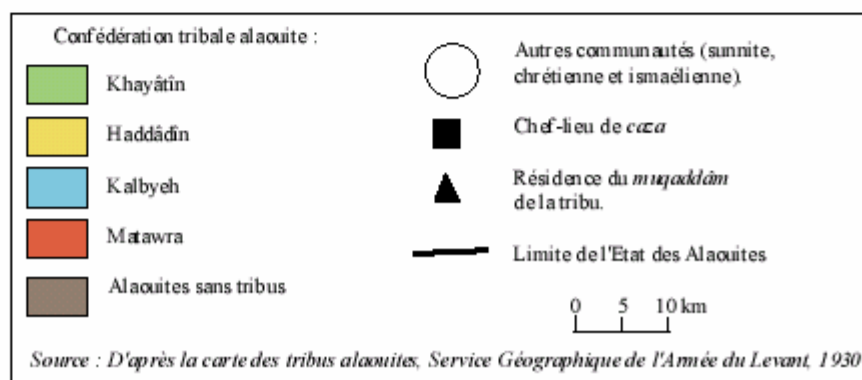 Confédération tribale alaouite :
Khayâtîn
Haddâdîn
Kalbyeh
Matawra
Alaouites sans tribus
Autres communautés (sunnite,
chrétienne et ismaélienne).
Chef-lieu de caza
Résidence du muqaddâm
de la tribu.
Limite de l'Etat des Alaouites
0 5 10 km
Source : D'après la carte des tribus alaouites, Service Géographique de l'Armée du Levant, 1930